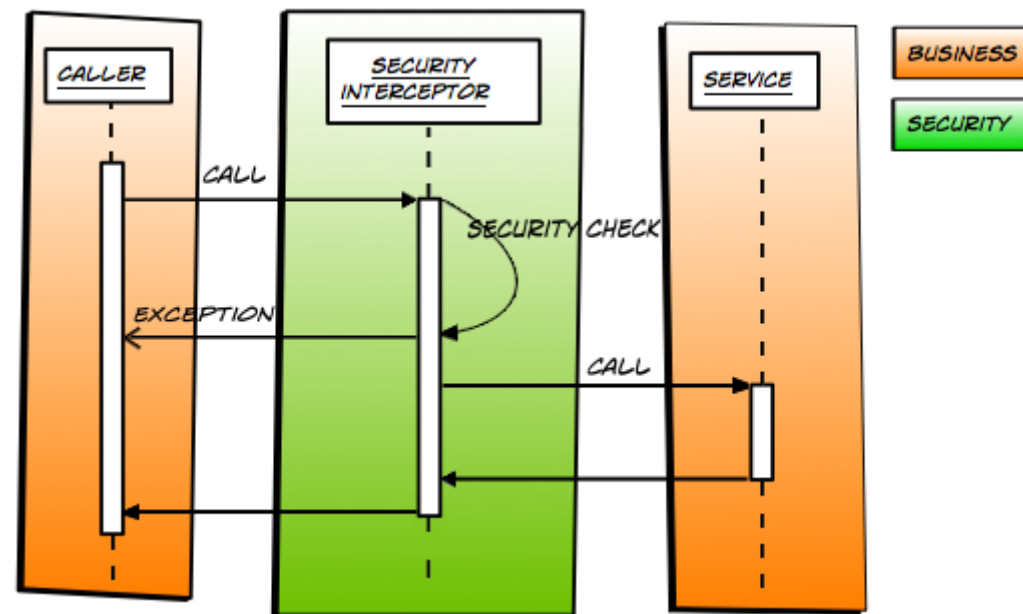 CALLER
SECURITY
INTERCEPTOR
SERVICE
BUSINESS
SECURITY
CALL
SECURITY CHECK
EXCEPTION
CALL